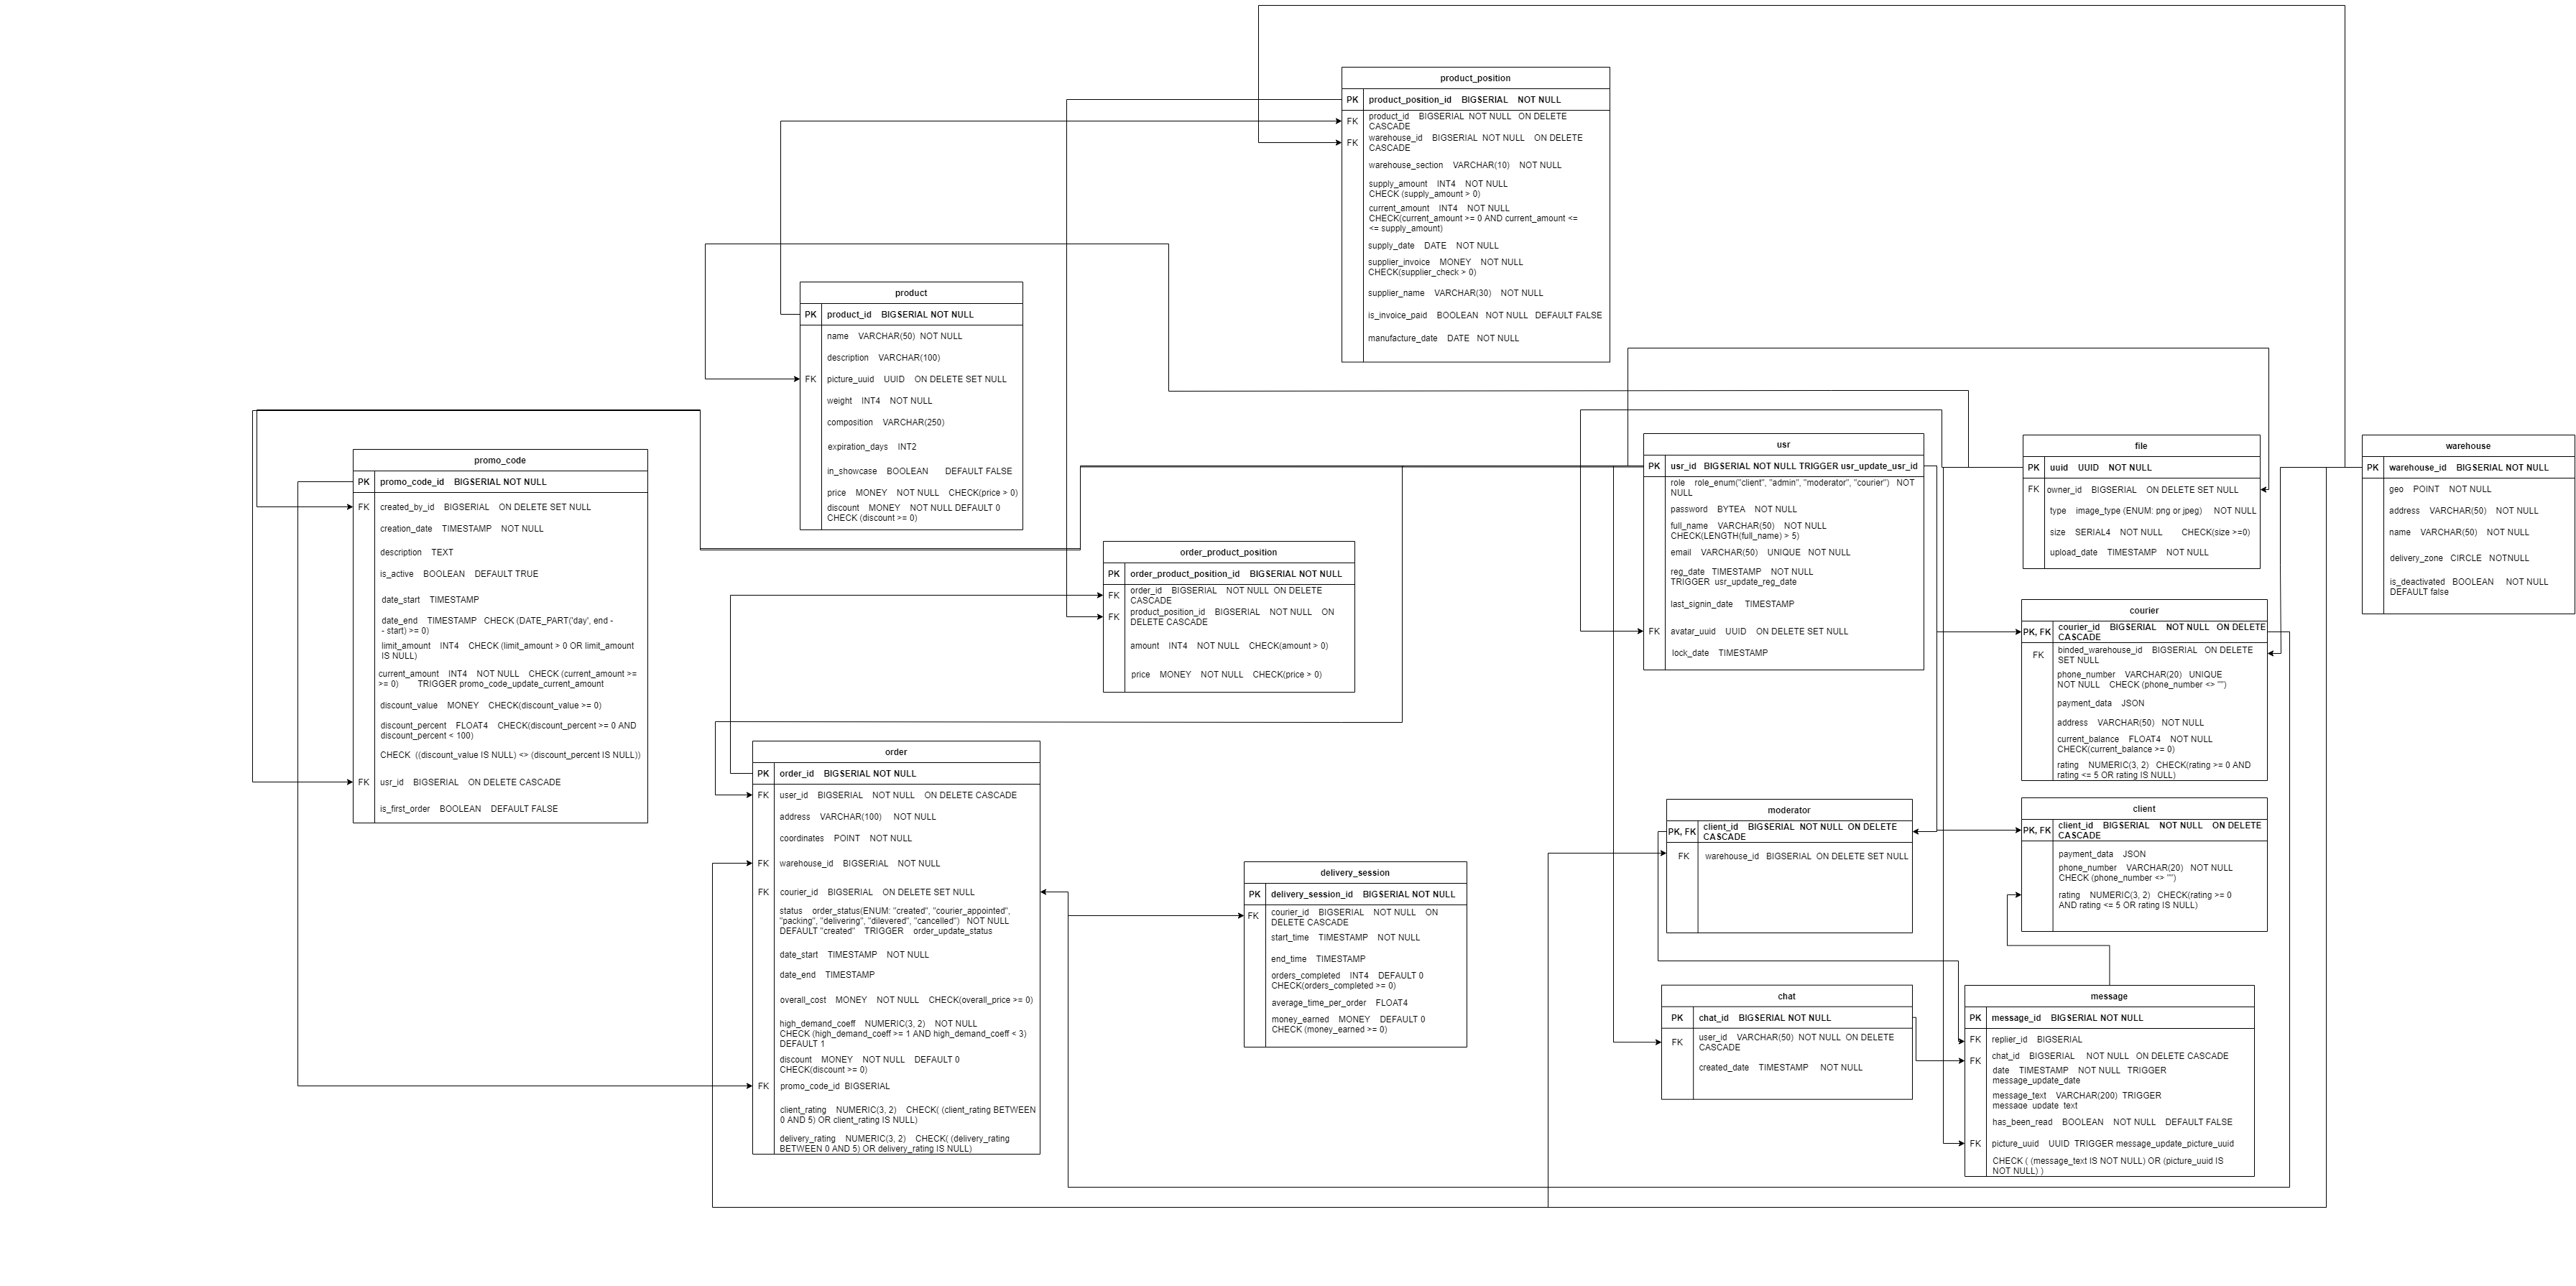 product_position
PK product_position_id BIGSERIAL NOT NULL
FK product_id BIGSERIAL NOT NULL ON DELETE
CASCADE
FK warehouse_id BIGSERIAL NOT NULL ON DELETE
CASCADE
warehouse_section VARCHAR(10) NOT NULL
supply_amount INT4 NOT NULL
CHECK (supply_amount > 0)
current_amount INT4 NOT NULL
CHECK(current_amount >= 0 AND current_amount <=
<= supply_amount)
supply_date DATE NOT NULL
supplier_invoice MONEY NOT NULL
CHECK(supplier_check > 0)
supplier_name VARCHAR(30) NOT NULL
is_invoice_paid BOOLEAN NOT NULL DEFAULT FALSE
manufacture_date DATE NOT NULL
product
PK product_id BIGSERIAL NOT NULL
name VARCHAR(50) NOT NULL
description VARCHAR(100)
FK picture_uuid UUID ON DELETE SET NULL
weight INT4 NOT NULL
composition VARCHAR(250)
expiration_days INT2
in_showcase BOOLEAN DEFAULT FALSE
price MONEY NOT NULL CHECK(price > 0)
discount MONEY NOT NULL DEFAULT 0
CHECK (discount >= 0)
promo_code
PK promo_code_id BIGSERIAL NOT NULL
FK created_by_id BIGSERIAL ON DELETE SET NULL
creation_date TIMESTAMP NOT NULL
description TEXT
is_active BOOLEAN DEFAULT TRUE
date_start TIMESTAMP
date_end TIMESTAMP CHECK (DATE_PART('day', end -
- start) >= 0)
limit_amount INT4 CHECK (limit_amount > 0 OR limit_amount
IS NULL)
current_amount INT4 NOT NULL CHECK (current_amount >=
>= 0) TRIGGER promo_code_update_current_amount
discount_value MONEY CHECK(discount_value >= 0)
discount_percent FLOAT4 CHECK(discount_percent >= 0 AND
discount_percent < 100)
CHECK ((discount_value IS NULL) <> (discount_percent IS NULL))
FK usr_id BIGSERIAL ON DELETE CASCADE
is_first_order BOOLEAN DEFAULT FALSE
order_product_position
PK order_product_position_id BIGSERIAL NOT NULL
FK order_id BIGSERIAL NOT NULL ON DELETE
CASCADE
FK product_position_id BIGSERIAL NOT NULL ON
DELETE CASCADE
amount INT4 NOT NULL CHECK(amount > 0)
price MONEY NOT NULL CHECK(price > 0)
usr
PK usr_id BIGSERIAL NOT NULL TRIGGER usr_update_usr_id
role role_enum("client", "admin", "moderator", "courier") NOT
NULL
password BYTEA NOT NULL
full_name VARCHAR(50) NOT NULL
CHECK(LENGTH(full_name) > 5)
email VARCHAR(50) UNIQUE NOT NULL
reg_date TIMESTAMP NOT NULL
TRIGGER usr_update_reg_date
last_signin_date TIMESTAMP
FK avatar_uuid UUID ON DELETE SET NULL
lock_date TIMESTAMP
file
PK uuid UUID NOT NULL
FK owner_id BIGSERIAL ON DELETE SET NULL
type image_type (ENUM: png or jpeg) NOT NULL
size SERIAL4 NOT NULL CHECK(size >=0)
upload_date TIMESTAMP NOT NULL
warehouse
PK warehouse_id BIGSERIAL NOT NULL
geo POINT NOT NULL
address VARCHAR(50) NOT NULL
name VARCHAR(50) NOT NULL
delivery_zone CIRCLE NOTNULL
is_deactivated BOOLEAN NOT NULL
DEFAULT false
courier
PK, FK courier_id BIGSERIAL NOT NULL ON DELETE
CASCADE
FK binded_warehouse_id BIGSERIAL ON DELETE
SET NULL
phone_number VARCHAR(20) UNIQUE
NOT NULL CHECK (phone_number <> "")
payment_data JSON
address VARCHAR(50) NOT NULL
current_balance FLOAT4 NOT NULL
CHECK(current_balance >= 0)
rating NUMERIC(3, 2) CHECK(rating >= 0 AND
rating <= 5 OR rating IS NULL)
order
PK order_id BIGSERIAL NOT NULL
FK user_id BIGSERIAL NOT NULL ON DELETE CASCADE
address VARCHAR(100) NOT NULL
coordinates POINT NOT NULL
FK warehouse_id BIGSERIAL NOT NULL
FK courier_id BIGSERIAL ON DELETE SET NULL
status order_status(ENUM: "created", "courier_appointed",
"packing", "delivering", "dilevered", "cancelled") NOT NULL
DEFAULT "created" TRIGGER order_update_status
date_start TIMESTAMP NOT NULL
date_end TIMESTAMP
overall_cost MONEY NOT NULL CHECK(overall_price >= 0)
high_demand_coeff NUMERIC(3, 2) NOT NULL
CHECK (high_demand_coeff >= 1 AND high_demand_coeff < 3)
DEFAULT 1
discount MONEY NOT NULL DEFAULT 0
CHECK(discount >= 0)
FK promo_code_id BIGSERIAL
client_rating NUMERIC(3, 2) CHECK( (client_rating BETWEEN
0 AND 5) OR client_rating IS NULL)
delivery_rating NUMERIC(3, 2) CHECK( (delivery_rating
BETWEEN 0 AND 5) OR delivery_rating IS NULL)
delivery_session
PK delivery_session_id BIGSERIAL NOT NULL
FK courier_id BIGSERIAL NOT NULL ON
DELETE CASCADE
start_time TIMESTAMP NOT NULL
end_time TIMESTAMP
orders_completed INT4 DEFAULT 0
CHECK(orders_completed >= 0)
average_time_per_order FLOAT4
money_earned MONEY DEFAULT 0
CHECK (money_earned >= 0)
moderator
PK, FK client_id BIGSERIAL NOT NULL ON DELETE
CASCADE
FK warehouse_id BIGSERIAL ON DELETE SET NULL
client
PK, FK client_id BIGSERIAL NOT NULL ON DELETE
CASCADE
payment_data JSON
phone_number VARCHAR(20) NOT NULL
CHECK (phone_number <> "")
rating NUMERIC(3, 2) CHECK(rating >= 0
AND rating <= 5 OR rating IS NULL)
chat
PK chat_id BIGSERIAL NOT NULL
FK user_id VARCHAR(50) NOT NULL ON DELETE
CASCADE
created_date TIMESTAMP NOT NULL
message
PK message_id BIGSERIAL NOT NULL
FK replier_id BIGSERIAL
FK chat_id BIGSERIAL NOT NULL ON DELETE CASCADE
date TIMESTAMP NOT NULL TRIGGER
message_update_date
message_text VARCHAR(200) TRIGGER
message_update_text
has_been_read BOOLEAN NOT NULL DEFAULT FALSE
FK picture_uuid UUID TRIGGER message_update_picture_uuid
CHECK ( (message_text IS NOT NULL) OR (picture_uuid IS
NOT NULL) )